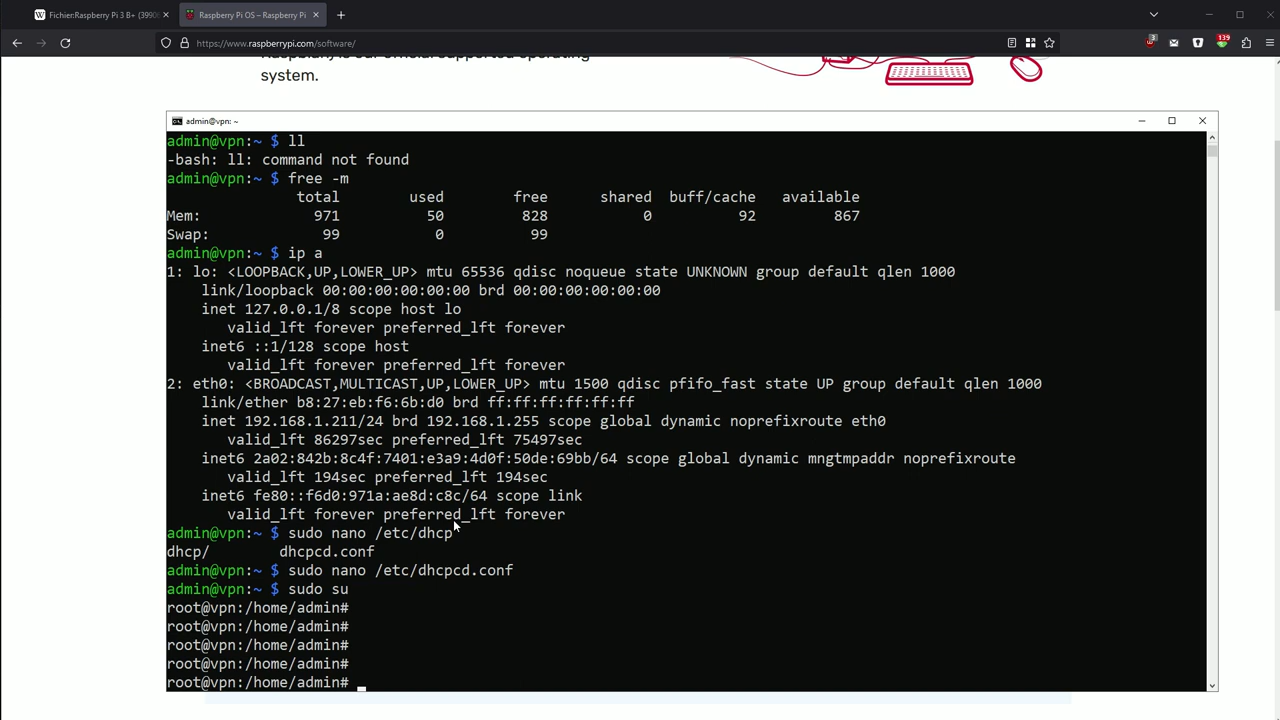 Fichier:Raspberry Pi 3 B+ (3990
Raspberry Pi OS – Raspberry Pi
https://www.raspberrypi.com/software/
3
139
system.
admin@vpn: ~
admin@vpn:~ $ ll
-bash: ll: command not found
admin@vpn:~ $ free -m
total used free shared buff/cache available
Mem: 971 50 828 0 92 867
Swap: 99 0 99
admin@vpn:~ $ ip a
1: lo: <LOOPBACK,UP,LOWER_UP> mtu 65536 qdisc noqueue state UNKNOWN group default qlen 1000
link/loopback 00:00:00:00:00:00 brd 00:00:00:00:00:00
inet 127.0.0.1/8 scope host lo
valid_lft forever preferred_lft forever
inet6 ::1/128 scope host
valid_lft forever preferred_lft forever
2: eth0: <BROADCAST,MULTICAST,UP,LOWER_UP> mtu 1500 qdisc pfifo_fast state UP group default qlen 1000
link/ether b8:27:eb:f6:6b:d0 brd ff:ff:ff:ff:ff:ff
inet 192.168.1.211/24 brd 192.168.1.255 scope global dynamic noprefixroute eth0
valid_lft 86297sec preferred_lft 75497sec
inet6 2a02:842b:8c4f:7401:e3a9:4d0f:50de:69bb/64 scope global dynamic mngtmpaddr noprefixroute
valid_lft 194sec preferred_lft 194sec
inet6 fe80::f6d0:971a:ae8d:c8c/64 scope link
valid_lft forever preferred_lft forever
admin@vpn:~ $ sudo nano /etc/dhcp
dhcp/ dhcpcd.conf
admin@vpn:~ $ sudo nano /etc/dhcpcd.conf
admin@vpn:~ $ sudo su
root@vpn:/home/admin#
root@vpn:/home/admin#
root@vpn:/home/admin#
root@vpn:/home/admin#
root@vpn:/home/admin#